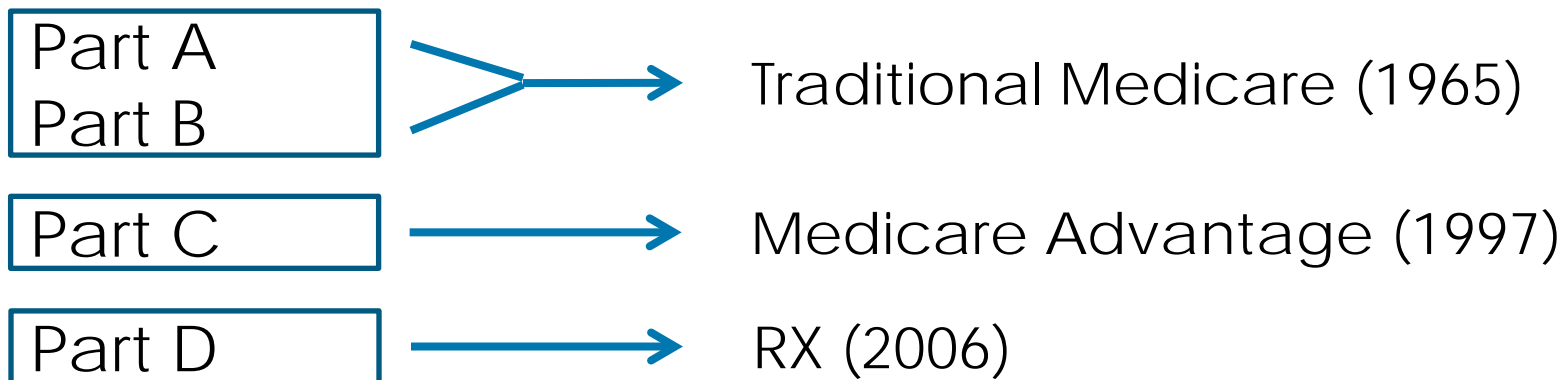 Part A
Part B
Traditional Medicare (1965)
Part C
Medicare Advantage (1997)
Part D
RX (2006)